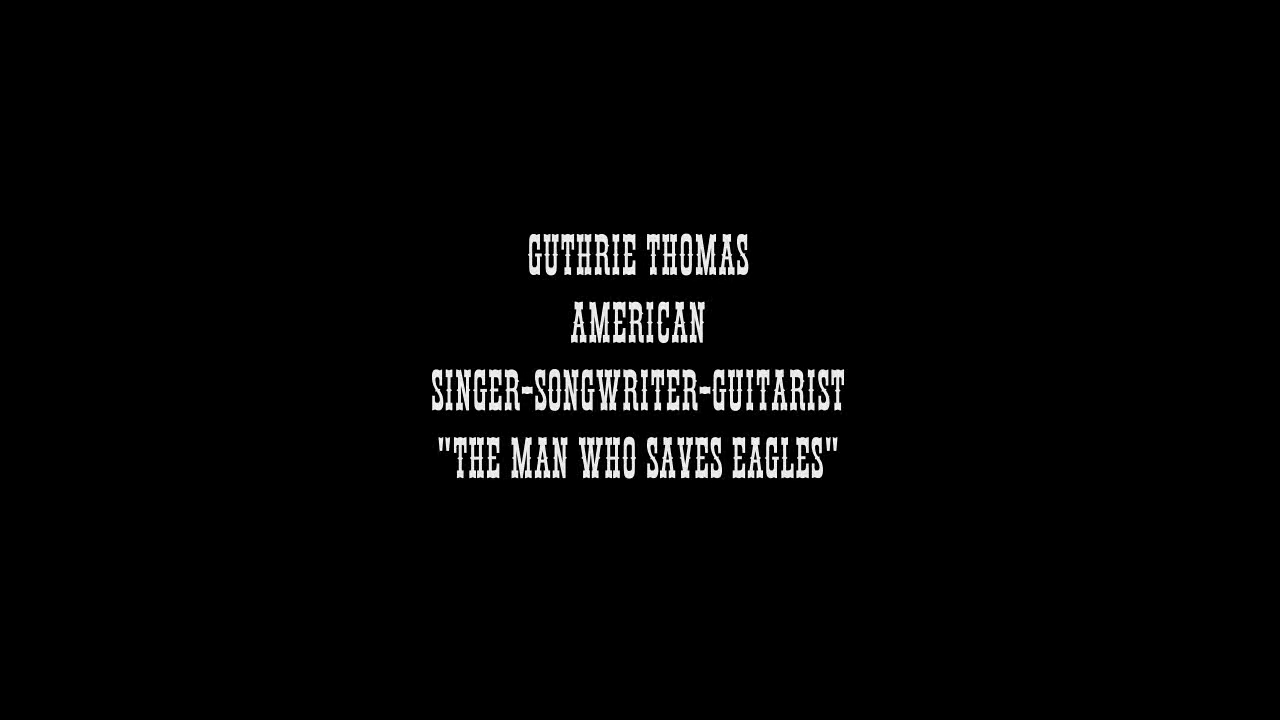 GUTHRIE THOMAS
AMERICAN
SINGER-SONGWRITER-GUITARIST
"THE MAN WHO SAVES EAGLES"